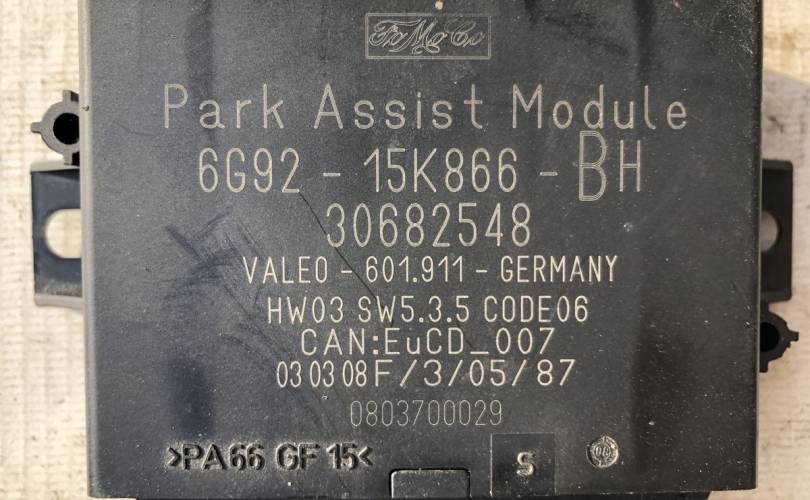 FoMoCo
Park Assist Module
6G92 - 15K866 - BH
30682548
VALEO - 601.911 - GERMANY
HW03 SW5.3.5 CODE06
CAN:EuCD_007
03 03 08 F/3/05/87
0803700029
>PA66 GF 15<
S